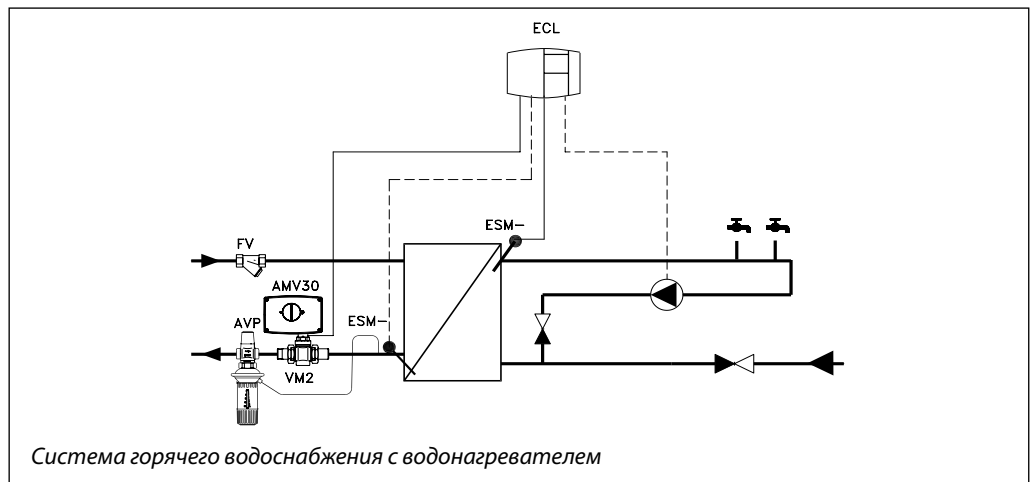 ECL
ESM-
FV
AMV30
AVP
ESM-
VM2
Система горячего водоснабжения с водонагревателем